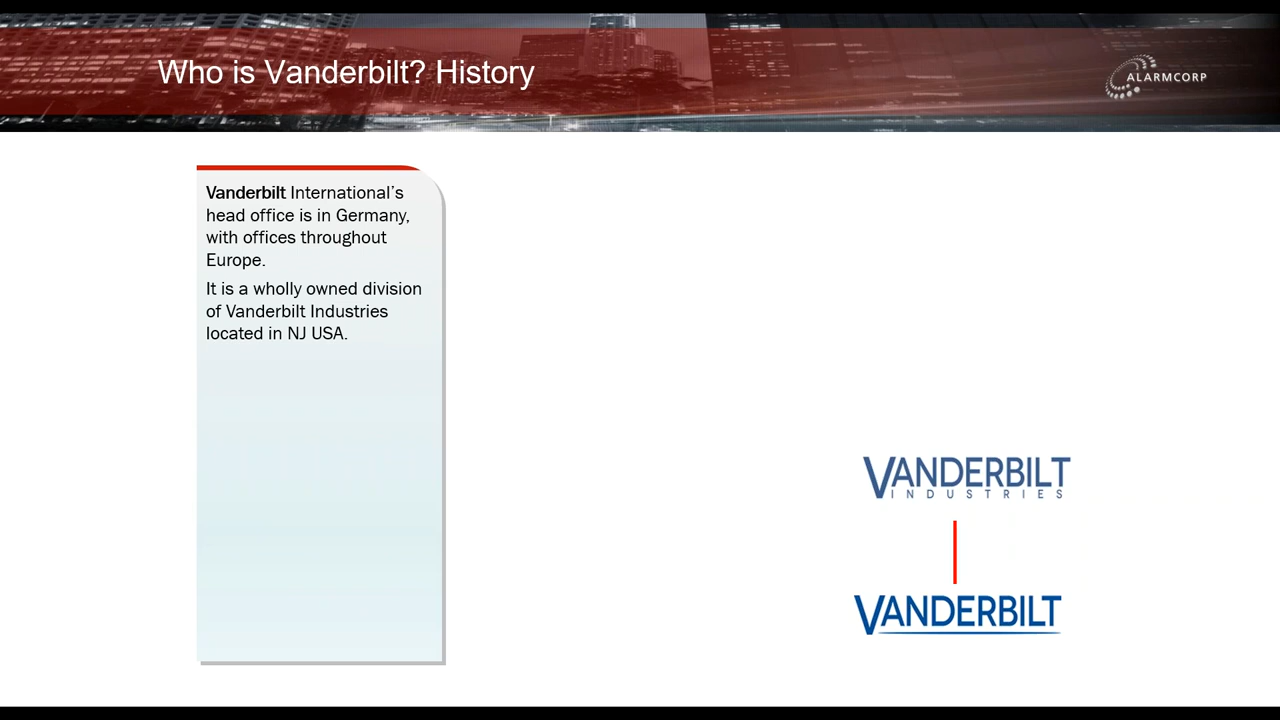 Who is Vanderbilt? History
ALARMCORP
Vanderbilt International’s
head office is in Germany,
with offices throughout
Europe.
It is a wholly owned division
of Vanderbilt Industries
located in NJ USA.
VANDERBILT
INDUSTRIES
VANDERBILT